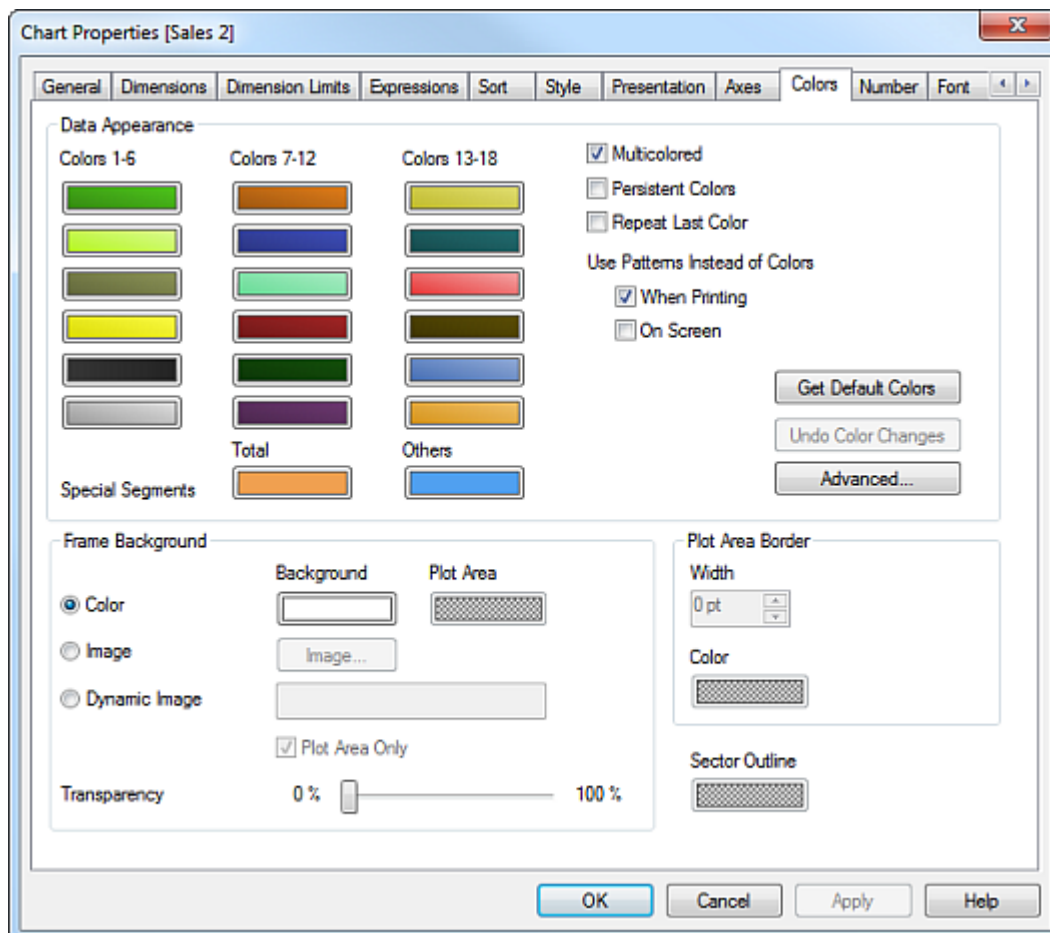 Chart Properties [Sales 2]
General Dimensions Dimension Limits Expressions Sort Style Presentation Axes Colors Number Font
Data Appearance
Colors 1-6 Colors 7-12 Colors 13-18
Multicolored
Persistent Colors
Repeat Last Color
Use Patterns Instead of Colors
When Printing
On Screen
Get Default Colors
Undo Color Changes
Advanced...
Total Others
Special Segments
Frame Background
Background Plot Area
Color
Image Image...
Dynamic Image
Plot Area Only
Transparency 0 % 100 %
Plot Area Border
Width
0 pt
Color
Sector Outline
OK Cancel Apply Help